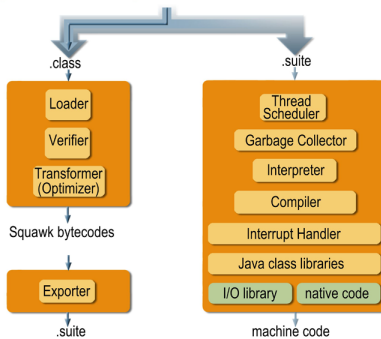 .class
Loader
Verifier
Transformer
(Optimizer)
Squawk bytecodes
Exporter
.suite
.suite
Thread
Scheduler
Garbage Collector
Interpreter
Compiler
Interrupt Handler
Java class libraries
I/O library
native code
machine code